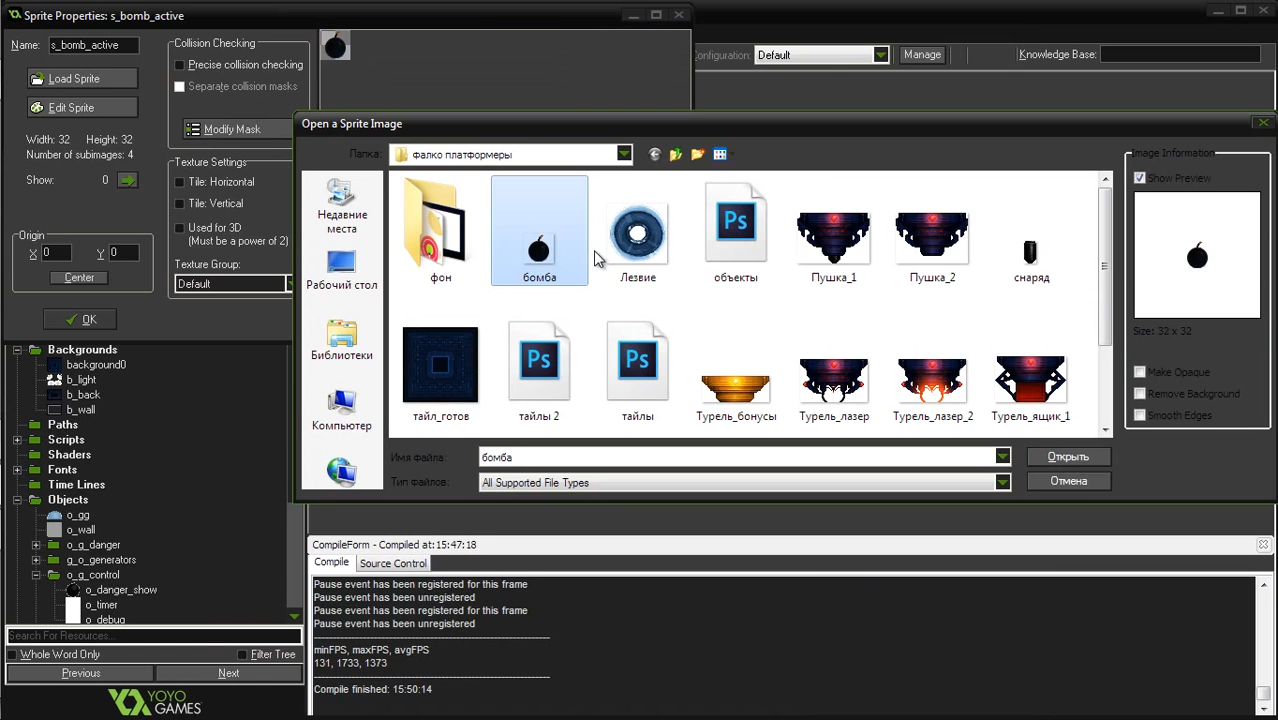 Sprite Properties: s_bomb_active
Name: s_bomb_active
Load Sprite
Edit Sprite
Width: 32 Height: 32
Number of subimages: 4
Show: 0
Origin
X 0 Y 0
Center
OK
Collision Checking
Precise collision checking
Separate collision masks
Modify Mask
Texture Settings
Tile: Horizontal
Tile: Vertical
Used for 3D
(Must be a power of 2)
Texture Group:
Default
onfiguration: Default
Manage
Knowledge Base:
Open a Sprite Image
Папка: фалко платформеры
Недавние места
Рабочий стол
Библиотеки
Компьютер
фон
бомба
Лезвие
объекты
Пушка_1
Пушка_2
снаряд
тайл_готов
тайлы 2
тайлы
Турель_бонусы
Турель_лазер
Турель_лазер_2
Турель_ящик_1
Ps
Ps
Ps
Имя файла: бомба
Открыть
Тип файлов: All Supported File Types
Отмена
Image Information
Show Preview
Size: 32 x 32
Make Opaque
Remove Background
Smooth Edges
Backgrounds
background0
b_light
b_back
b_wall
Paths
Scripts
Shaders
Fonts
Time Lines
Objects
o_gg
o_wall
o_g_danger
o_g_generators
o_g_control
o_danger_show
o_timer
o_debug
Search For Resources...
Whole Word Only
Filter Tree
Previous
Next
YOYO
GAMES
CompileForm - Compiled at:15:47:18
Compile
Source Control
Pause event has been registered for this frame
Pause event has been unregistered
Pause event has been registered for this frame
Pause event has been unregistered
minFPS, maxFPS, avgFPS
131, 1733, 1373
Compile finished: 15:50:14